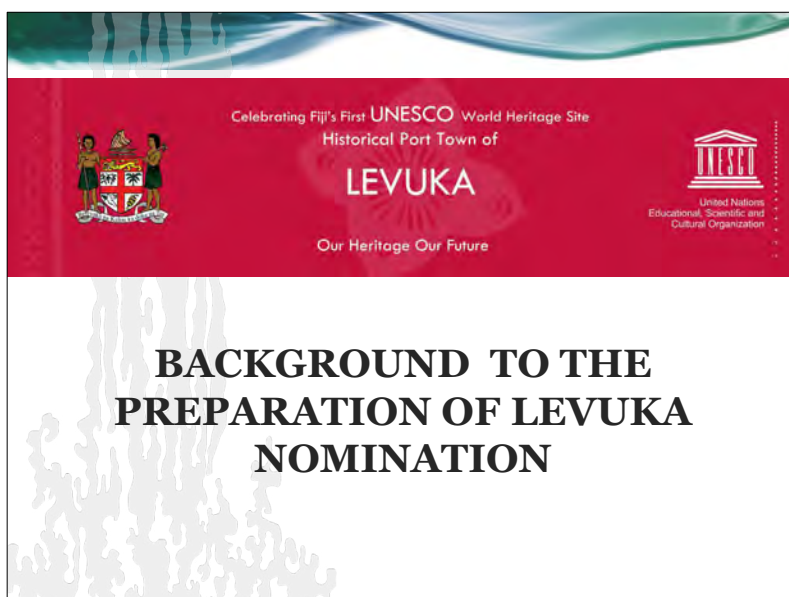 Celebrating Fiji's First UNESCO World Heritage Site
Historical Port Town of
LEVUKA
Our Heritage Our Future
UNESCO
United Nations
Educational, Scientific and
Cultural Organization
BACKGROUND TO THE
PREPARATION OF LEVUKA
NOMINATION